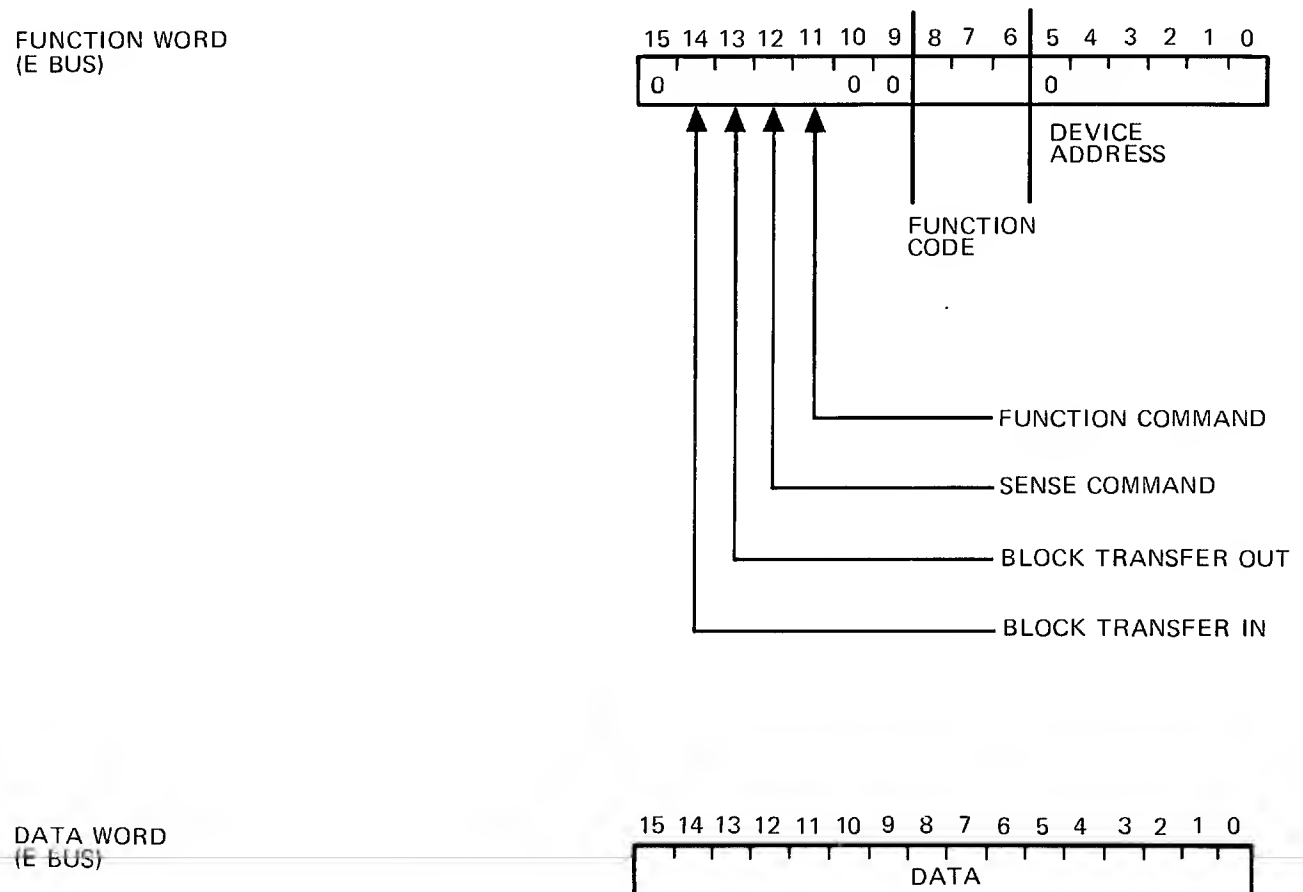 FUNCTION WORD
(E BUS)
15 14 13 12 11 10 9 8 7 6 5 4 3 2 1 0
0 0 0 0
DEVICE
ADDRESS
FUNCTION
CODE
FUNCTION COMMAND
SENSE COMMAND
BLOCK TRANSFER OUT
BLOCK TRANSFER IN
DATA WORD
(E BUS)
15 14 13 12 11 10 9 8 7 6 5 4 3 2 1 0
DATA